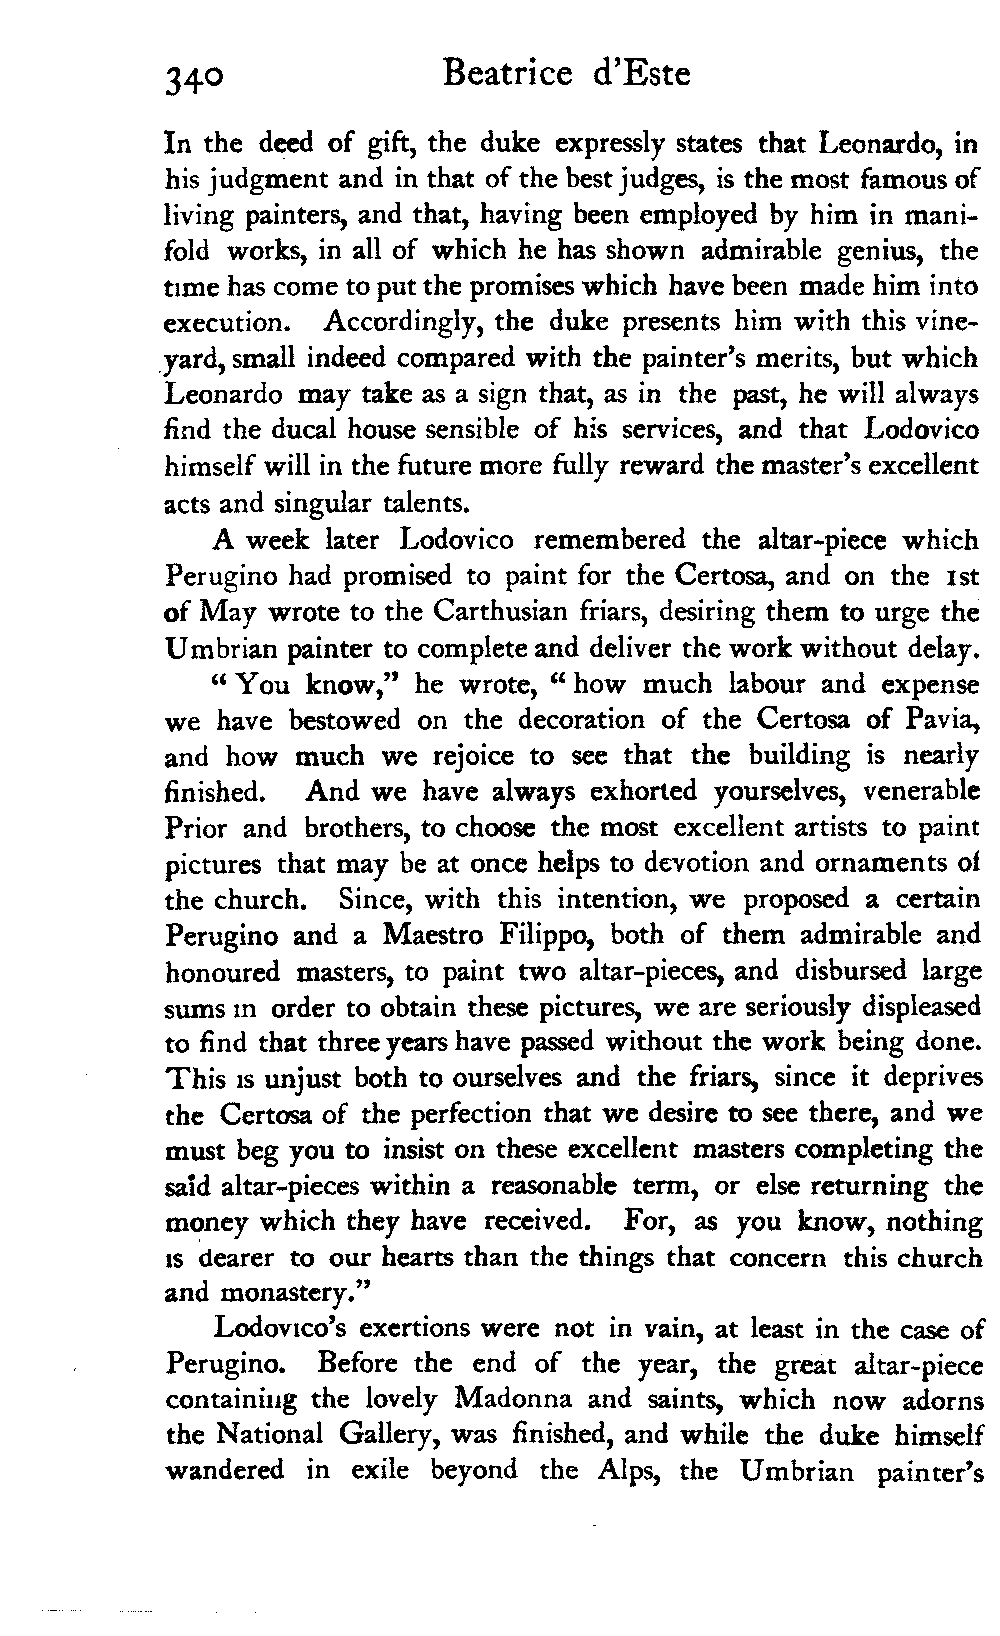 340 Beatrice d'Este
In the deed of gift, the duke expressly states that Leonardo, in
his judgment and in that of the best judges, is the most famous of
living painters, and that, having been employed by him in mani-
fold works, in all of which he has shown admirable genius, the
time has come to put the promises which have been made him into
execution. Accordingly, the duke presents him with this vine-
yard, small indeed compared with the painter's merits, but which
Leonardo may take as a sign that, as in the past, he will always
find the ducal house sensible of his services, and that Lodovico
himself will in the future more fully reward the master's excellent
acts and singular talents.
A week later Lodovico remembered the altar-piece which
Perugino had promised to paint for the Certosa, and on the 1st
of May wrote to the Carthusian friars, desiring them to urge the
Umbrian painter to complete and deliver the work without delay.
" You know," he wrote, " how much labour and expense
we have bestowed on the decoration of the Certosa of Pavia,
and how much we rejoice to see that the building is nearly
finished. And we have always exhorted yourselves, venerable
Prior and brothers, to choose the most excellent artists to paint
pictures that may be at once helps to devotion and ornaments of
the church. Since, with this intention, we proposed a certain
Perugino and a Maestro Filippo, both of them admirable and
honoured masters, to paint two altar-pieces, and disbursed large
sums in order to obtain these pictures, we are seriously displeased
to find that three years have passed without the work being done.
This is unjust both to ourselves and the friars, since it deprives
the Certosa of the perfection that we desire to see there, and we
must beg you to insist on these excellent masters completing the
said altar-pieces within a reasonable term, or else returning the
money which they have received. For, as you know, nothing
is dearer to our hearts than the things that concern this church
and monastery."
Lodovico's exertions were not in vain, at least in the case of
Perugino. Before the end of the year, the great altar-piece
containing the lovely Madonna and saints, which now adorns
the National Gallery, was finished, and while the duke himself
wandered in exile beyond the Alps, the Umbrian painter's